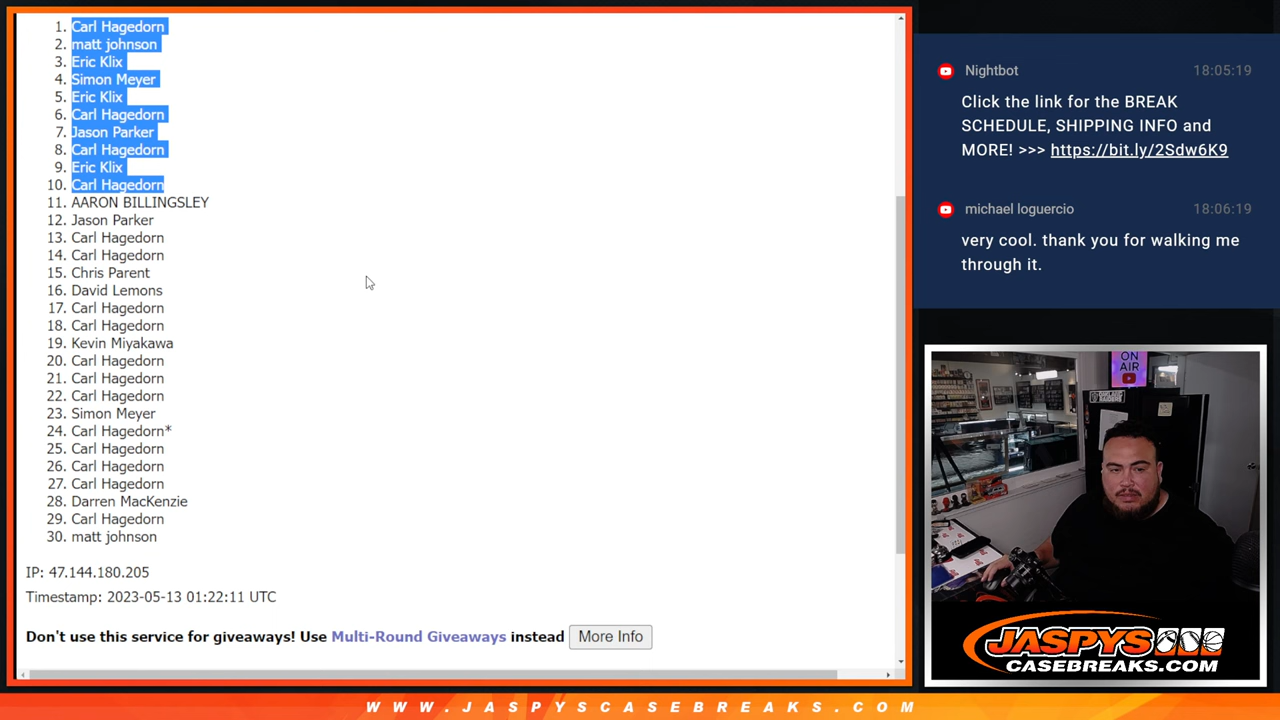 1. Carl Hagedorn
2. matt johnson
3. Eric Klix
4. Simon Meyer
5. Eric Klix
6. Carl Hagedorn
7. Jason Parker
8. Carl Hagedorn
9. Eric Klix
10. Carl Hagedorn
11. AARON BILLINGSLEY
12. Jason Parker
13. Carl Hagedorn
14. Carl Hagedorn
15. Chris Parent
16. David Lemons
17. Carl Hagedorn
18. Carl Hagedorn
19. Kevin Miyakawa
20. Carl Hagedorn
21. Carl Hagedorn
22. Carl Hagedorn
23. Simon Meyer
24. Carl Hagedorn*
25. Carl Hagedorn
26. Carl Hagedorn
27. Carl Hagedorn
28. Darren MacKenzie
29. Carl Hagedorn
30. matt johnson
IP: 47.144.180.205
Timestamp: 2023-05-13 01:22:11 UTC
Don't use this service for giveaways! Use Multi-Round Giveaways instead More Info
Nightbot 18:05:19
Click the link for the BREAK
SCHEDULE, SHIPPING INFO and
MORE! >>> https://bit.ly/2Sdw6K9
michael loguercio 18:06:19
very cool. thank you for walking me
through it.
ON
AIR
JASPYS
CASEBREAKS.COM
WWW.JASPYSCASEBREAKS.COM